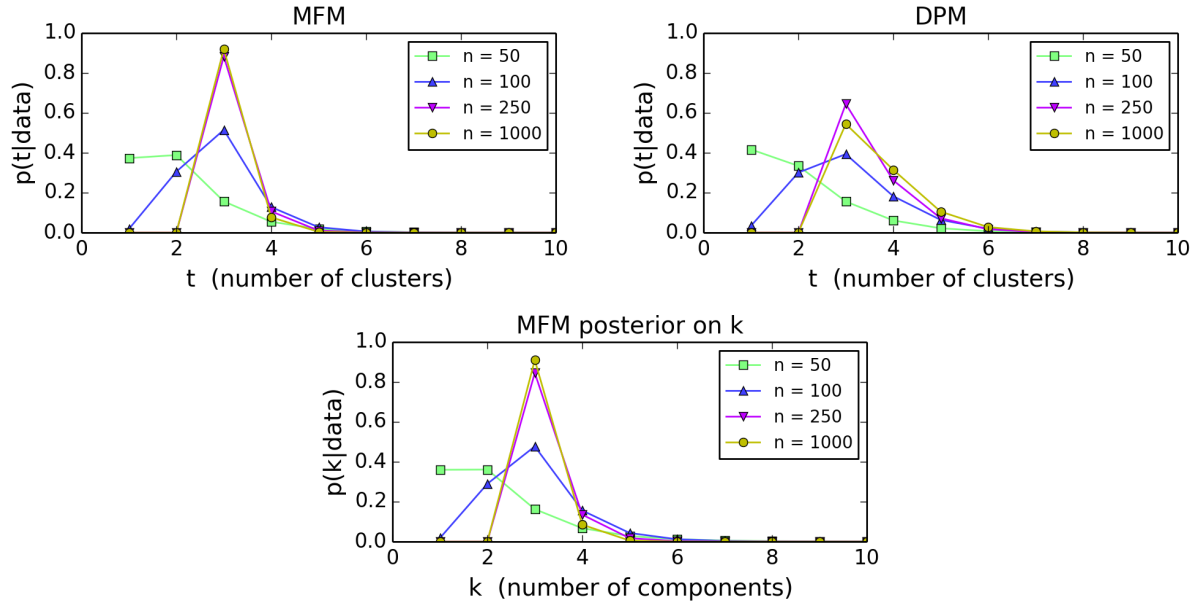 MFM
1.0
0.8
0.6
0.4
0.2
0.0
p(t|data)
n = 50
n = 100
n = 250
n = 1000
0 2 4 6 8 10
t (number of clusters)
DPM
1.0
0.8
0.6
0.4
0.2
0.0
p(t|data)
n = 50
n = 100
n = 250
n = 1000
0 2 4 6 8 10
t (number of clusters)
MFM posterior on k
1.0
0.8
0.6
0.4
0.2
0.0
p(k|data)
n = 50
n = 100
n = 250
n = 1000
0 2 4 6 8 10
k (number of components)